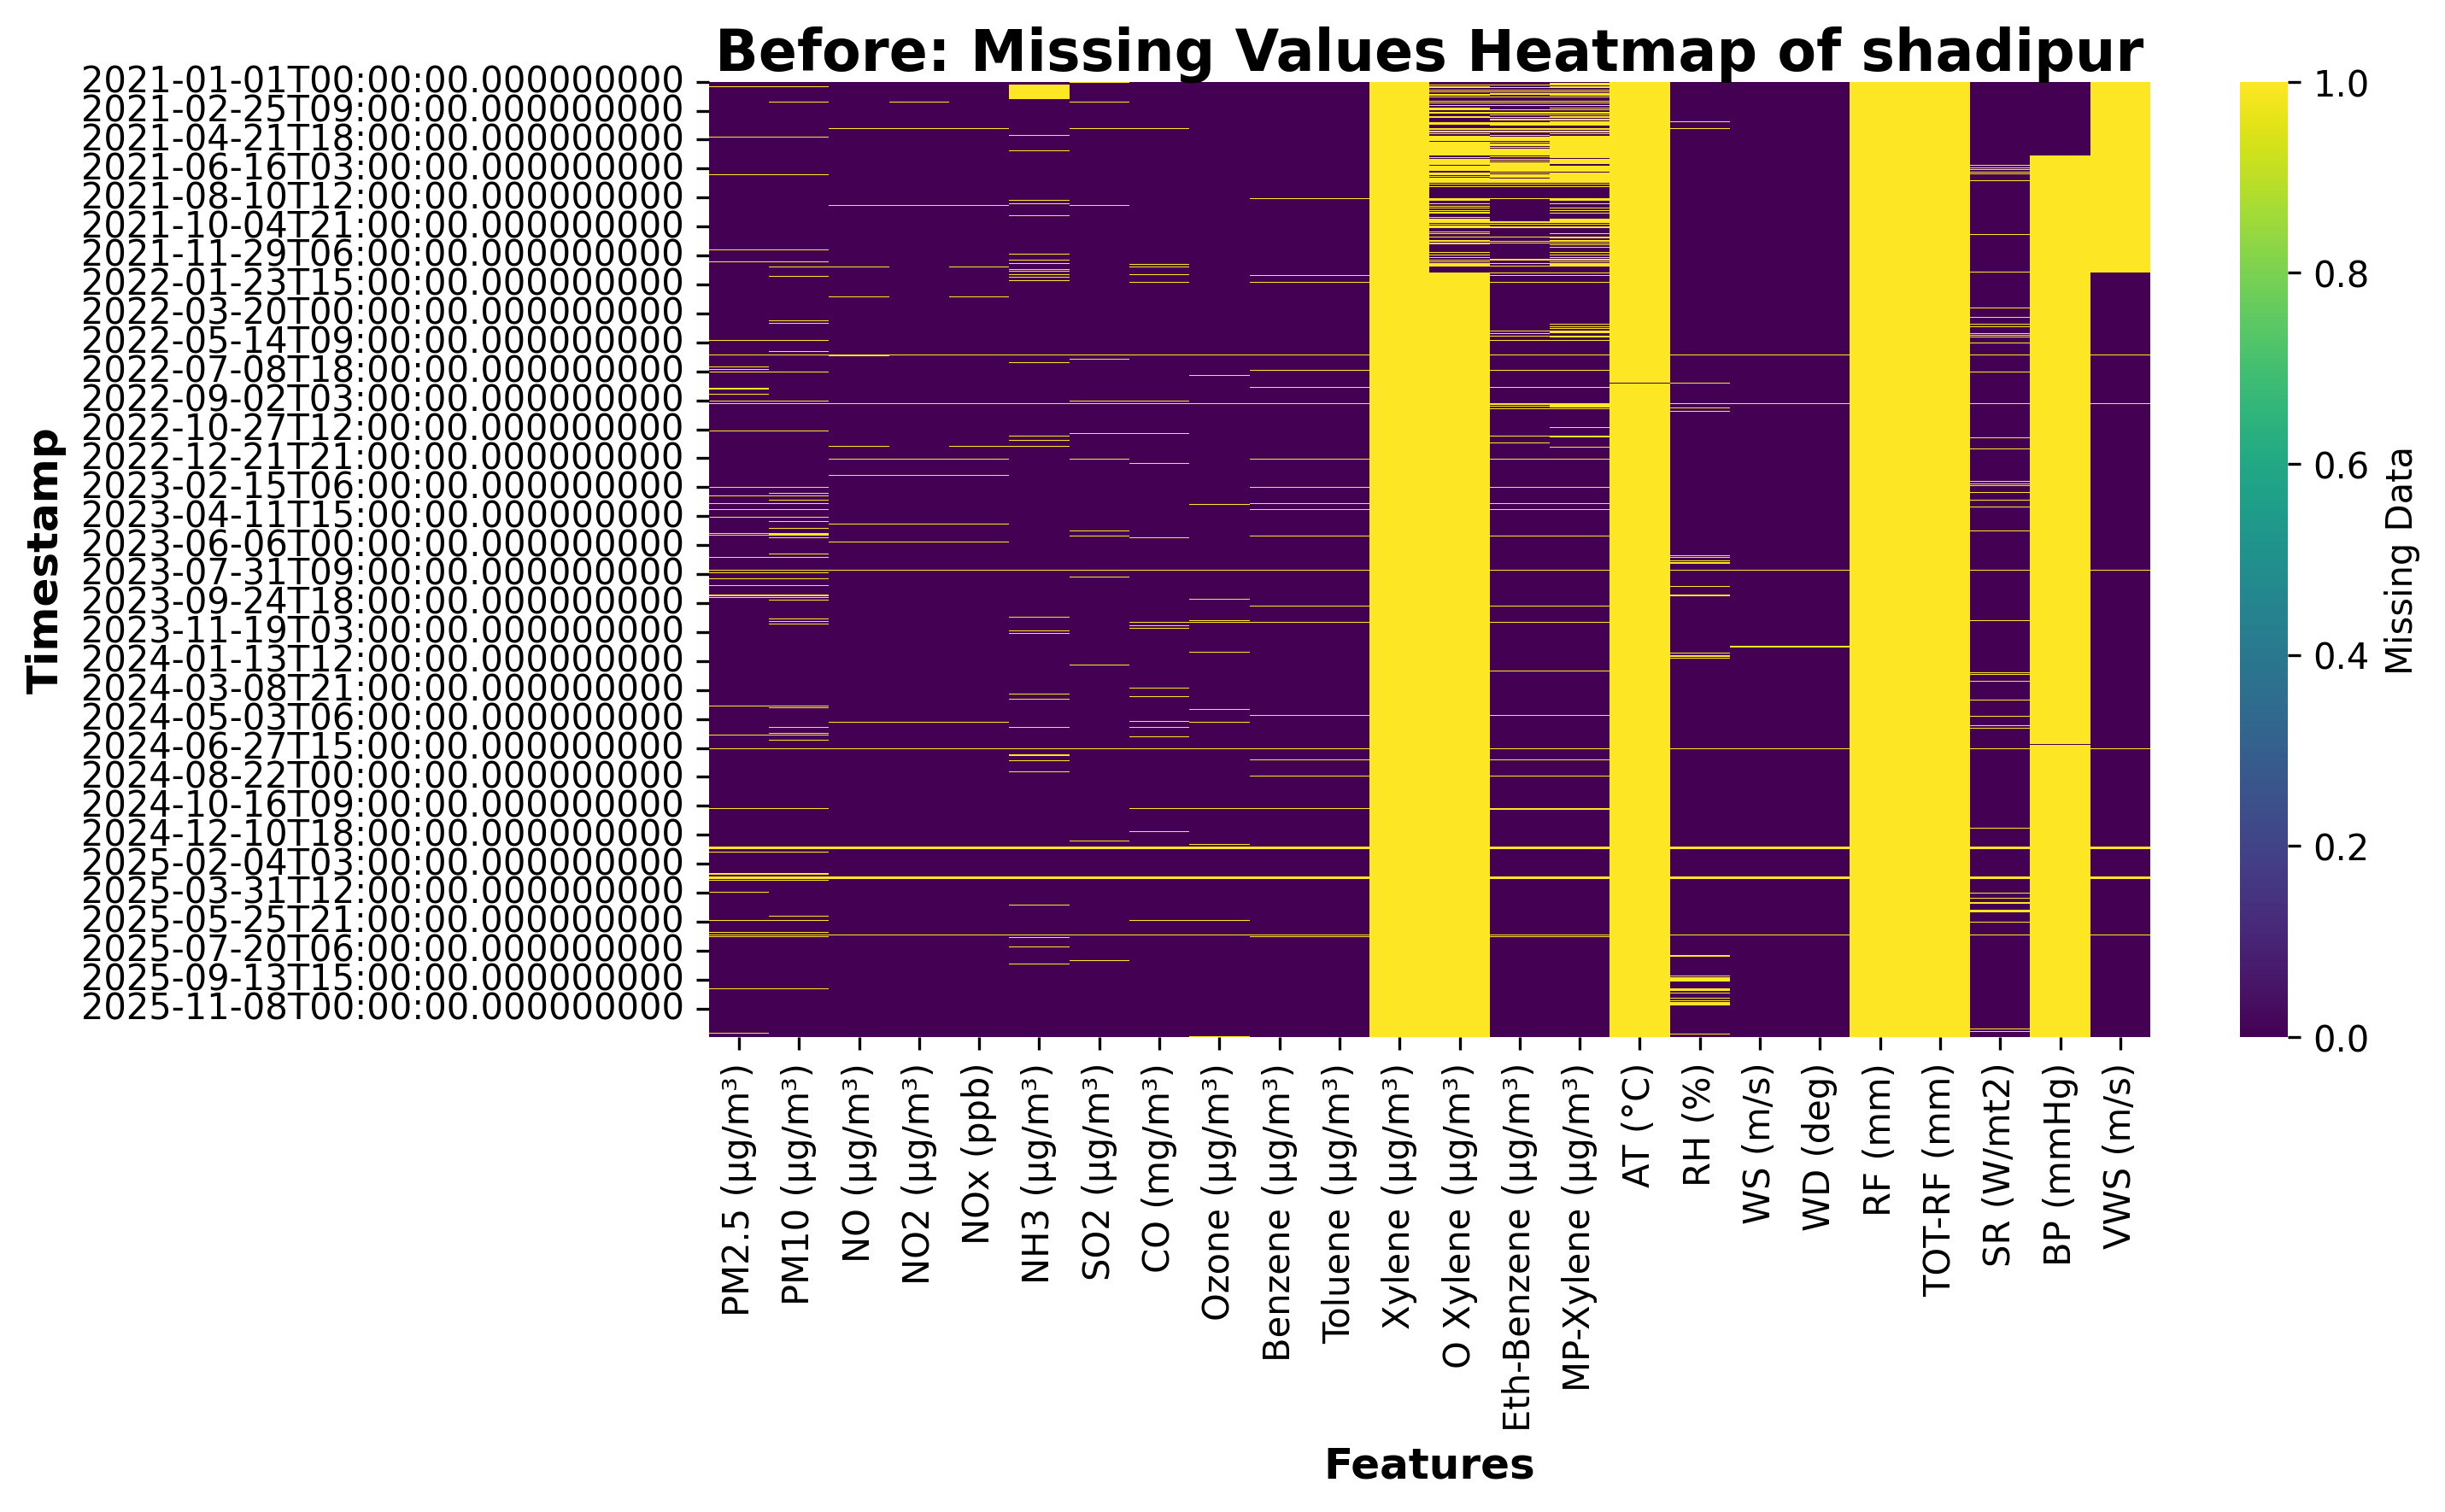 Before: Missing Values Heatmap of shadipur
Timestamp
2021-01-01T00:00:00.000000000
2021-02-25T09:00:00.000000000
2021-04-21T18:00:00.000000000
2021-06-16T03:00:00.000000000
2021-08-10T12:00:00.000000000
2021-10-04T21:00:00.000000000
2021-11-29T06:00:00.000000000
2022-01-23T15:00:00.000000000
2022-03-20T00:00:00.000000000
2022-05-14T09:00:00.000000000
2022-07-08T18:00:00.000000000
2022-09-02T03:00:00.000000000
2022-10-27T12:00:00.000000000
2022-12-21T21:00:00.000000000
2023-02-15T06:00:00.000000000
2023-04-11T15:00:00.000000000
2023-06-06T00:00:00.000000000
2023-07-31T09:00:00.000000000
2023-09-24T18:00:00.000000000
2023-11-19T03:00:00.000000000
2024-01-13T12:00:00.000000000
2024-03-08T21:00:00.000000000
2024-05-03T06:00:00.000000000
2024-06-27T15:00:00.000000000
2024-08-22T00:00:00.000000000
2024-10-16T09:00:00.000000000
2024-12-10T18:00:00.000000000
2025-02-04T03:00:00.000000000
2025-03-31T12:00:00.000000000
2025-05-25T21:00:00.000000000
2025-07-20T06:00:00.000000000
2025-09-13T15:00:00.000000000
2025-11-08T00:00:00.000000000
PM2.5 (µg/m³)
PM10 (µg/m³)
NO (µg/m³)
NO2 (µg/m³)
NOx (ppb)
NH3 (µg/m³)
SO2 (µg/m³)
CO (mg/m³)
Ozone (µg/m³)
Benzene (µg/m³)
Toluene (µg/m³)
Xylene (µg/m³)
O Xylene (µg/m³)
Eth-Benzene (µg/m³)
MP-Xylene (µg/m³)
AT (°C)
RH (%)
WS (m/s)
WD (deg)
RF (mm)
TOT-RF (mm)
SR (W/mt2)
BP (mmHg)
VWS (m/s)
Features
1.0
0.8
0.6
0.4
0.2
0.0
Missing Data